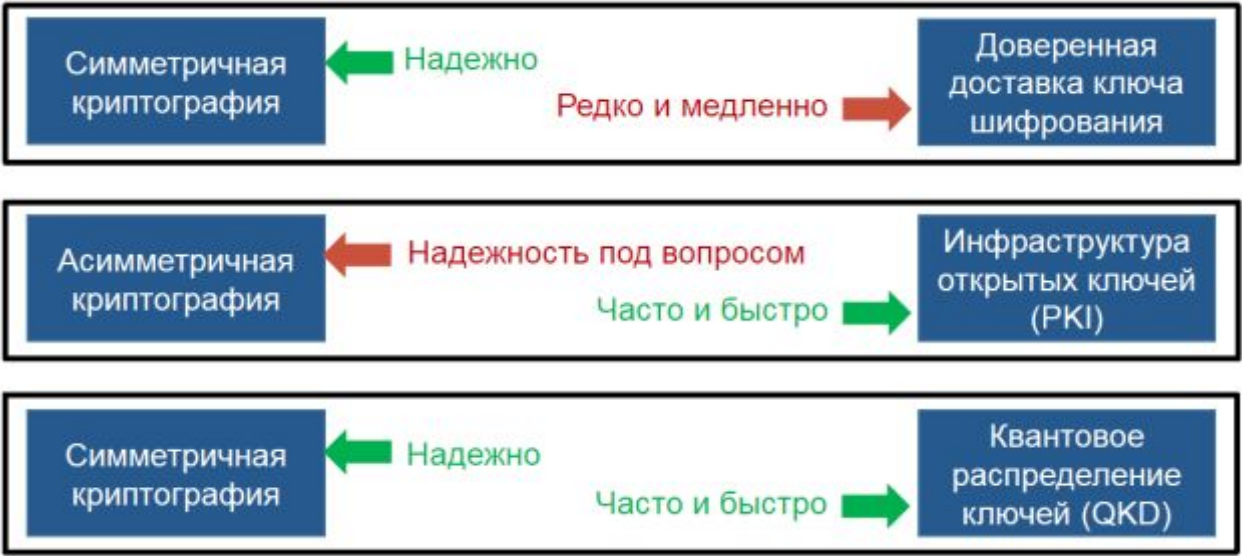 Симметричная
криптография
Надежно
Редко и медленно
Доверенная
доставка ключа
шифрования
Асимметричная
криптография
Надежность под вопросом
Часто и быстро
Инфраструктура
открытых ключей
(PKI)
Симметричная
криптография
Надежно
Часто и быстро
Квантовое
распределение
ключей (QKD)